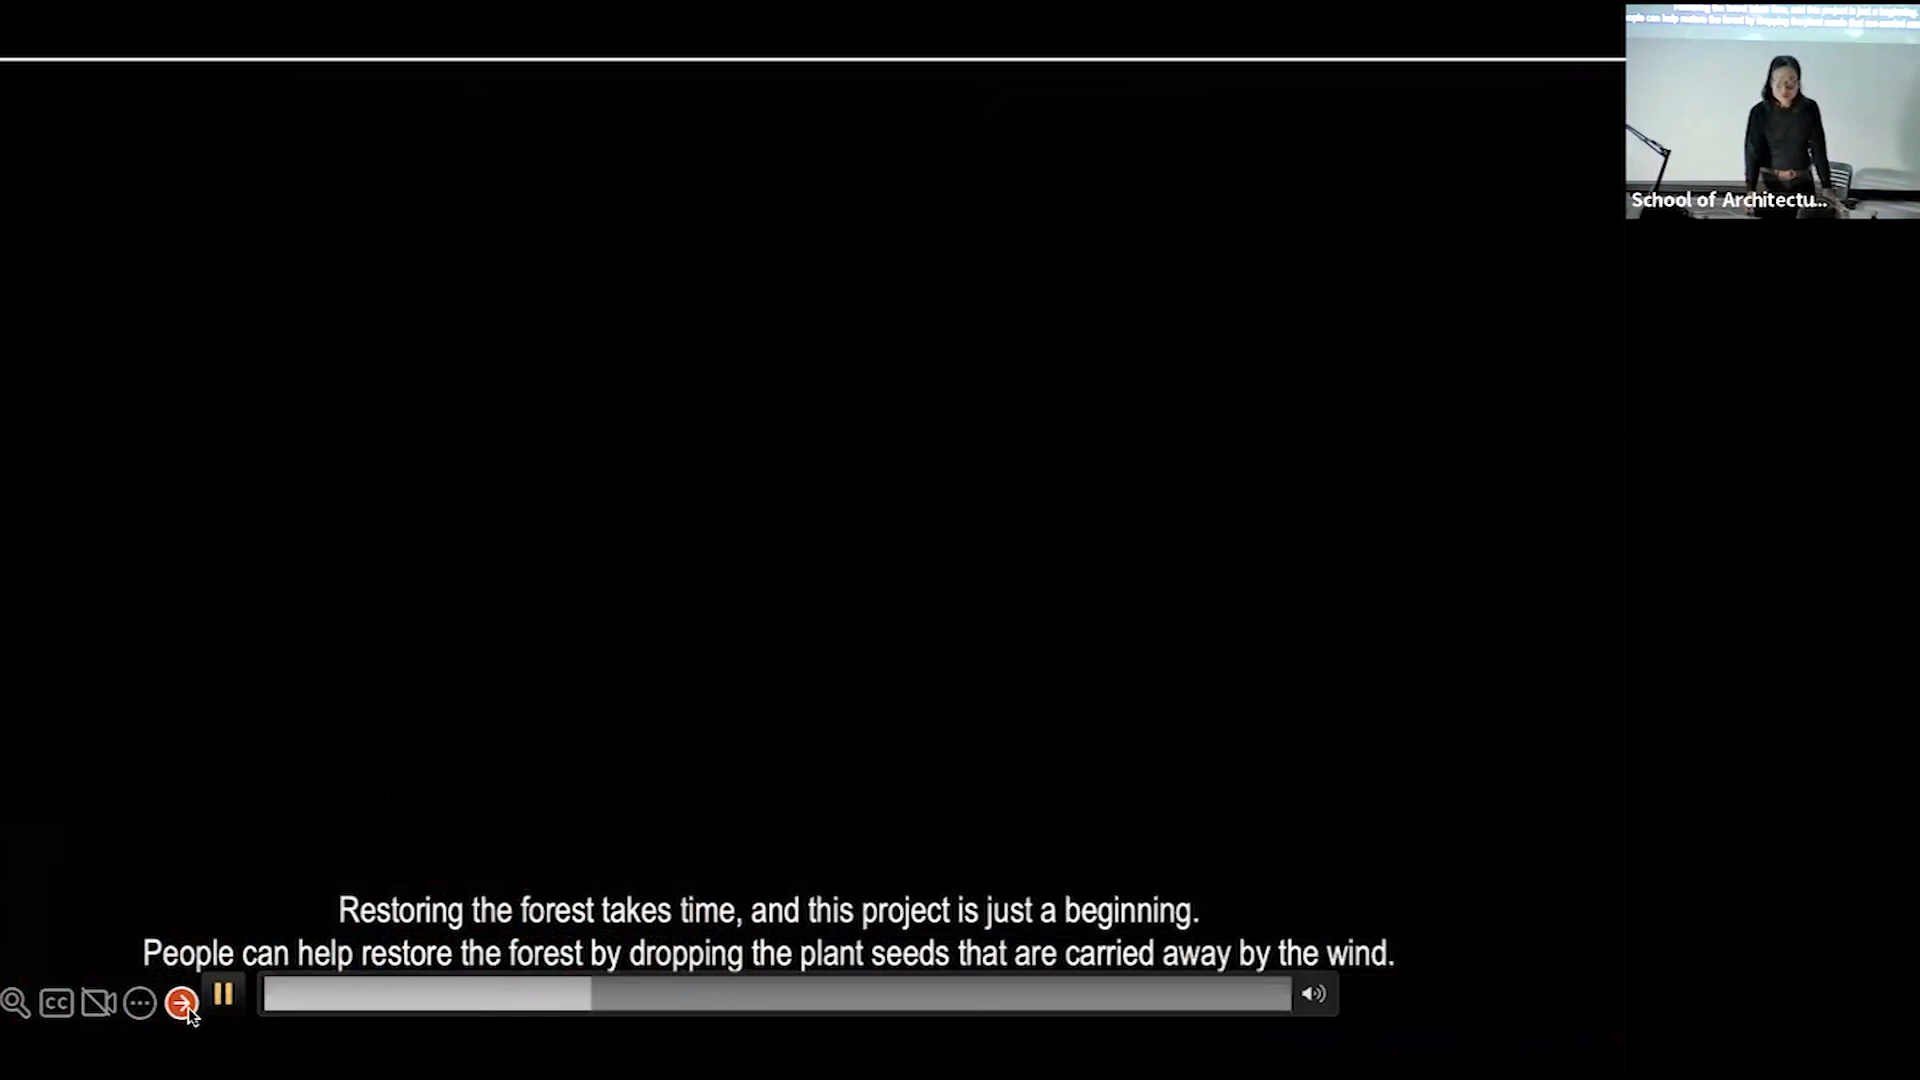 School of Architectu...
Restoring the forest takes time, and this project is just a beginning.
People can help restore the forest by dropping the plant seeds that are carried away by the wind.
CC